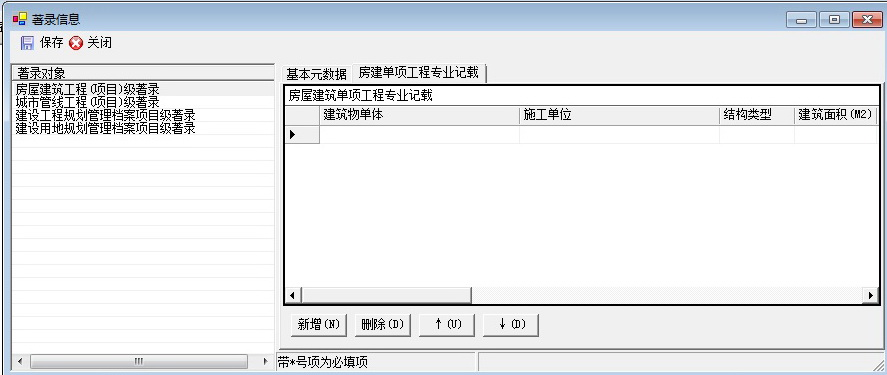 著录信息
保存 关闭
著录对象
房屋建筑工程(项目)级著录
城市管线工程(项目)级著录
建设工程规划管理档案项目级著录
建设用地规划管理档案项目级著录
基本元数据 房建单项工程专业记载
房屋建筑单项工程专业记载
建筑物单体 施工单位 结构类型 建筑面积(M2)
新增(N) 删除(D) ↑(U) ↓(D)
带*号项为必填项